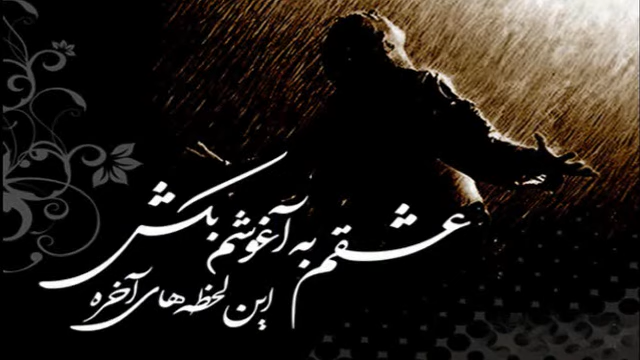 عشقم به آغوشم بکش
این لحظه های آخره